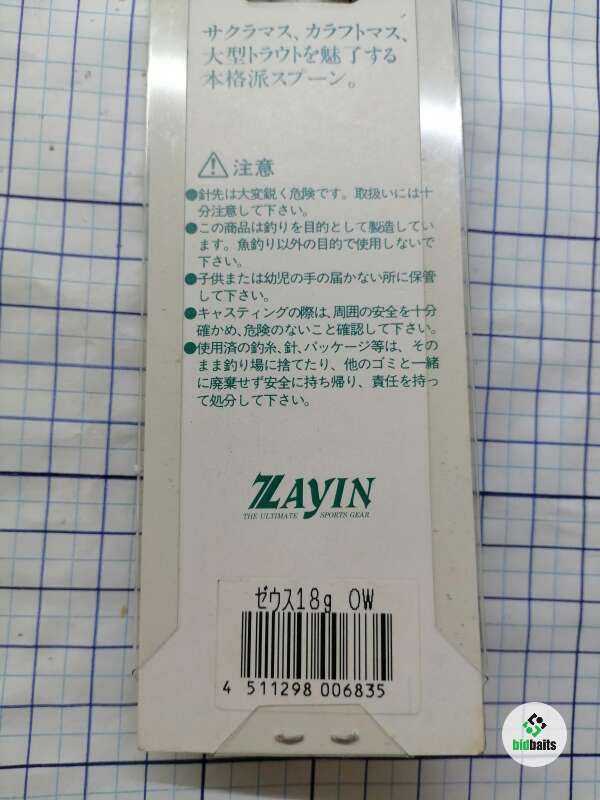 サクラマス、カラフトマス、
大型トラウトを魅了する
本格派スプーン。
注意
●針先は大変鋭く危険です。取扱いには十
分注意して下さい。
●この商品は釣りを目的として製造してい
ます。魚釣り以外の目的で使用しないで
下さい。
●子供または幼児の手の届かない所に保管
して下さい。
●キャスティングの際は、周囲の安全を十分
確かめ、危険のないこと確認して下さい。
●使用済の釣糸、針、パッケージ等は、その
まま釣り場に捨てたり、他のゴミと一緒
に廃棄せず安全に持ち帰り、責任を持っ
て処分して下さい。
ZAYIN
THE ULTIMATE SPORTS GEAR
ゼウス18g OW
4 511298 006835
bidbaits